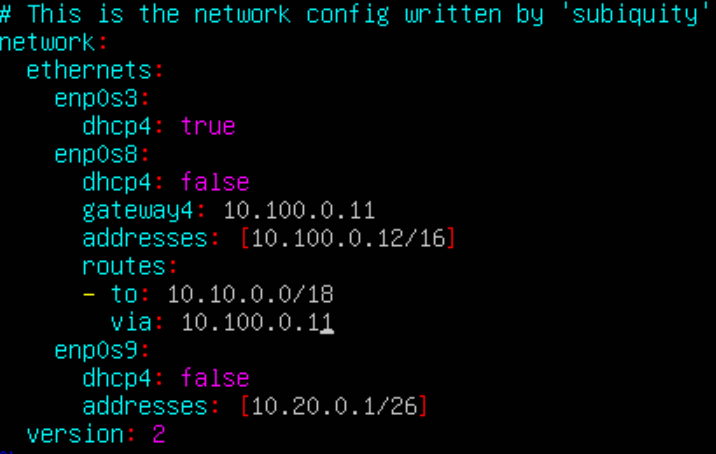 # This is the network config written by 'subiquity'
network:
  ethernets:
    enp0s3:
      dhcp4: true
    enp0s8:
      dhcp4: false
      gateway4: 10.100.0.11
      addresses: [10.100.0.12/16]
      routes:
      - to: 10.10.0.0/18
        via: 10.100.0.11
    enp0s9:
      dhcp4: false
      addresses: [10.20.0.1/26]
  version: 2